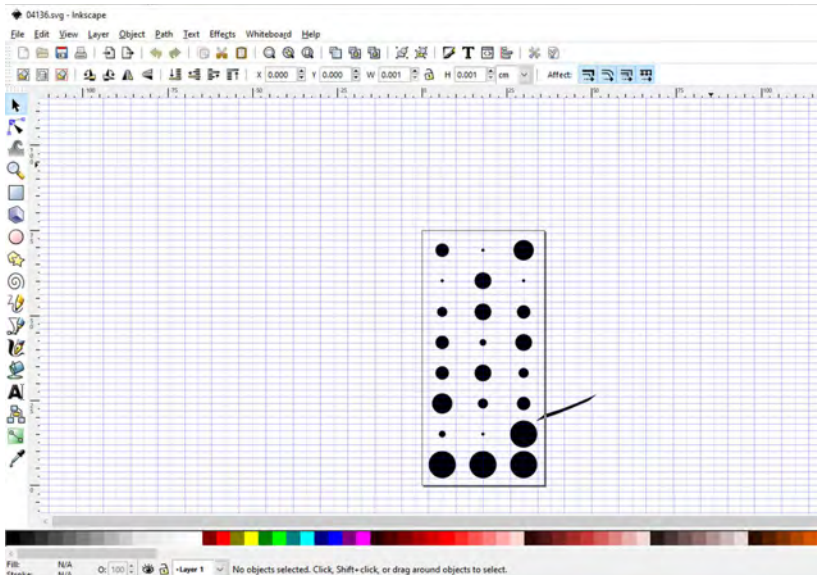 04136.svg - Inkscape
File Edit View Layer Object Path Text Effects Whiteboard Help
X 0.000 Y 0.000 W 0.001 H 0.001 cm Affect:
Fill: N/A O: 100 Layer 1 No objects selected. Click, Shift+click, or drag around objects to select.
Stroke: N/A